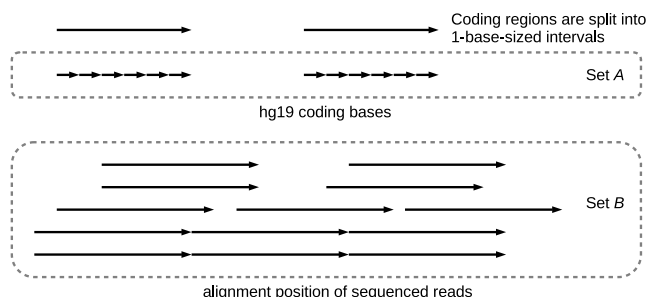 Coding regions are split into
1-base-sized intervals
Set A
hg19 coding bases
Set B
alignment position of sequenced reads